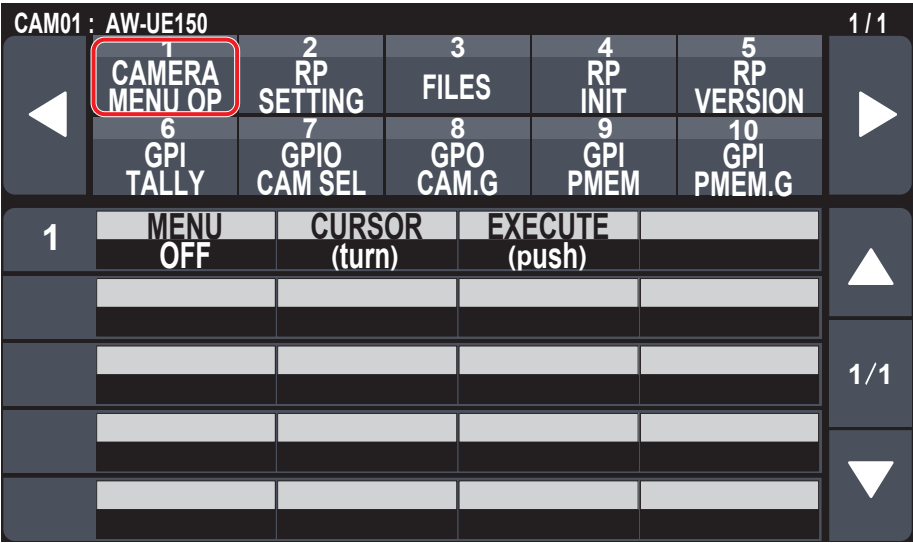 CAM01 : AW-UE150 1 / 1
1 2 3 4 5
CAMERA MENU OP
RP SETTING
FILES
RP INIT
RP VERSION
6 7 8 9 10
GPI TALLY
GPIO CAM SEL
GPO CAM.G
GPI PMEM
GPI PMEM.G
1 MENU CURSOR EXECUTE
OFF (turn) (push)
1/1